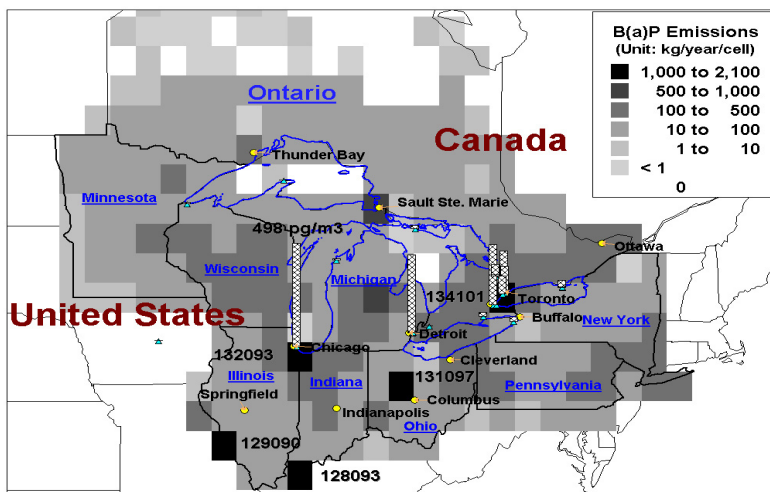 B(a)P Emissions
(Unit: kg/year/cell)
1,000 to 2,100
500 to 1,000
100 to 500
10 to 100
1 to 10
< 1
0
Ontario
Canada
Thunder Bay
Minnesota
Sault Ste. Marie
498 pg/m3
Ottawa
Wisconsin
Michigan
134101
Toronto
United States
Buffalo
New York
Detroit
132093
Chicago
Cleverland
131097
Illinois
Indiana
Pennsylvania
Springfield
Columbus
Indianapolis
Ohio
129090
128093